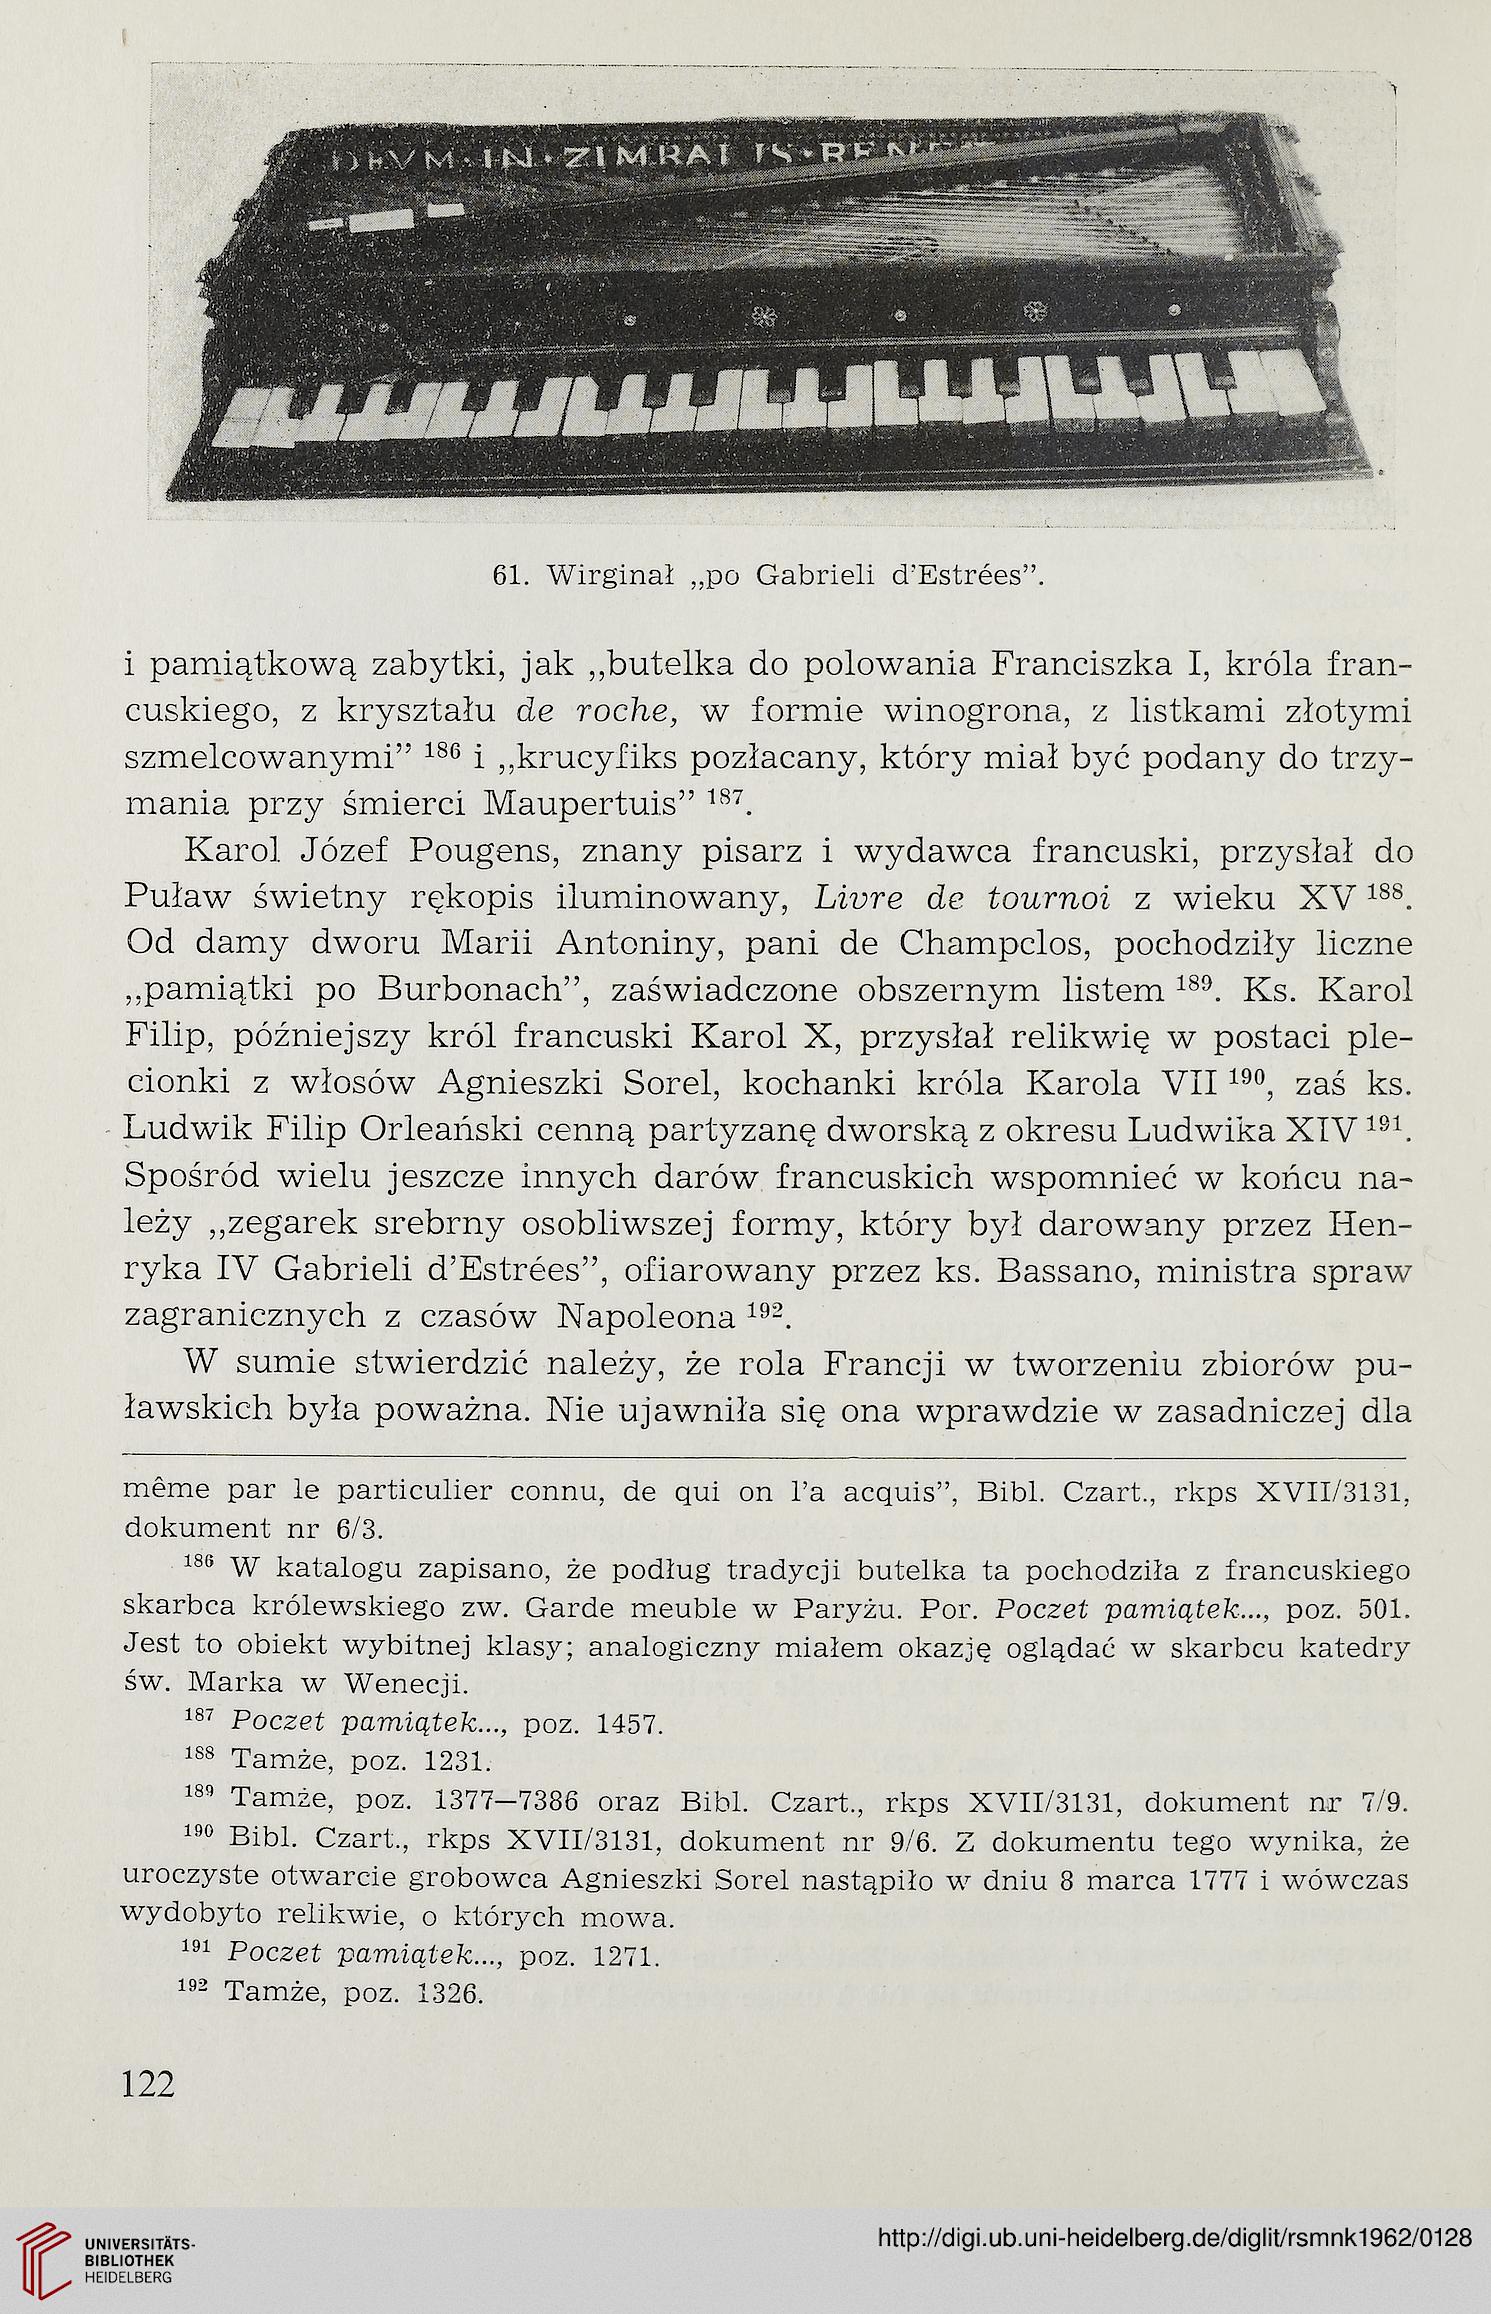 DEVM · IN · ZIMRAI IS ·
61. Wirginał „po Gabrieli d'Estrées”.
i pamiątkową zabytki, jak „butelka do polowania Franciszka I, króla fran-
cuskiego, z kryształu de roche, w formie winogrona, z listkami złotymi
szmelcowanymi” 186 i „krucyfiks pozłacany, który miał być podany do trzy-
mania przy śmierci Maupertuis” 187.
Karol Józef Pougens, znany pisarz i wydawca francuski, przysłał do
Puław świetny rękopis iluminowany, Livre de tournoi z wieku XV 188.
Od damy dworu Marii Antoniny, pani de Champclos, pochodziły liczne
„pamiątki po Burbonach”, zaświadczone obszernym listem 189. Ks. Karol
Filip, późniejszy król francuski Karol X, przysłał relikwię w postaci ple-
cionki z włosów Agnieszki Sorel, kochanki króla Karola VII 190, zaś ks.
Ludwik Filip Orleański cenną partyzanę dworską z okresu Ludwika XIV 191.
Spośród wielu jeszcze innych darów francuskich wspomnieć w końcu na-
leży „zegarek srebrny osobliwszej formy, który był darowany przez Hen-
ryka IV Gabrieli d'Estrées”, ofiarowany przez ks. Bassano, ministra spraw
zagranicznych z czasów Napoleona 192.
W sumie stwierdzić należy, że rola Francji w tworzeniu zbiorów pu-
ławskich była poważna. Nie ujawniła się ona wprawdzie w zasadniczej dla
même par le particulier connu, de qui on l'a acquis”, Bibl. Czart., rkps XVII/3131,
dokument nr 6/3.
186 W katalogu zapisano, że podług tradycji butelka ta pochodziła z francuskiego
skarbca królewskiego zw. Garde meuble w Paryżu. Por. Poczet pamiątek..., poz. 501.
Jest to obiekt wybitnej klasy; analogiczny miałem okazję oglądać w skarbcu katedry
św. Marka w Wenecji.
187 Poczet pamiątek..., poz. 1457.
188 Tamże, poz. 1231.
189 Tamże, poz. 1377—7386 oraz Bibl. Czart., rkps XVII/3131, dokument nr 7/9.
190 Bibl. Czart., rkps XVII/3131, dokument nr 9/6. Z dokumentu tego wynika, że
uroczyste otwarcie grobowca Agnieszki Sorel nastąpiło w dniu 8 marca 1777 i wówczas
wydobyto relikwie, o których mowa.
191 Poczet pamiątek..., poz. 1271.
192 Tamże, poz. 1326.
122
UNIVERSITÄTS-
BIBLIOTHEK
HEIDELBERG
http://digi.ub.uni-heidelberg.de/diglit/rsmnk1962/0128